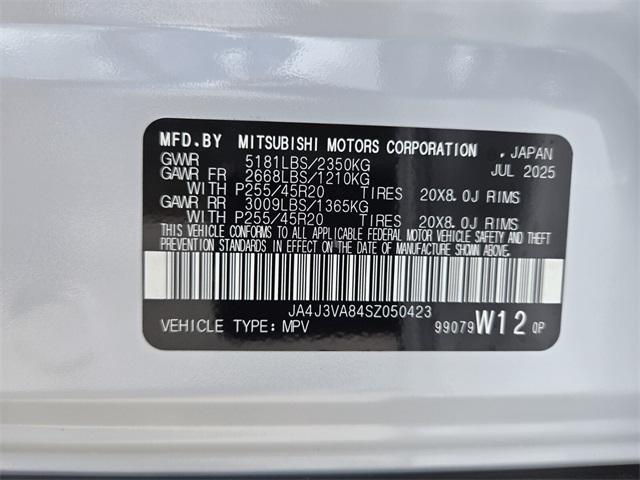 MFD.BY MITSUBISHI MOTORS CORPORATION , JAPAN
GVWR 5181LBS/2350KG JUL 2025
GAWR FR 2668LBS/1210KG
WITH P255/45R20 TIRES 20X8.0J RIMS
GAWR RR 3009LBS/1365KG
WITH P255/45R20 TIRES 20X8.0J RIMS
THIS VEHICLE CONFORMS TO ALL APPLICABLE FEDERAL MOTOR VEHICLE SAFETY AND THEFT
PREVENTION STANDARDS IN EFFECT ON THE DATE OF MANUFACTURE SHOWN ABOVE.
JA4J3VA84SZ050423
VEHICLE TYPE:MPV 99079 W12 0P